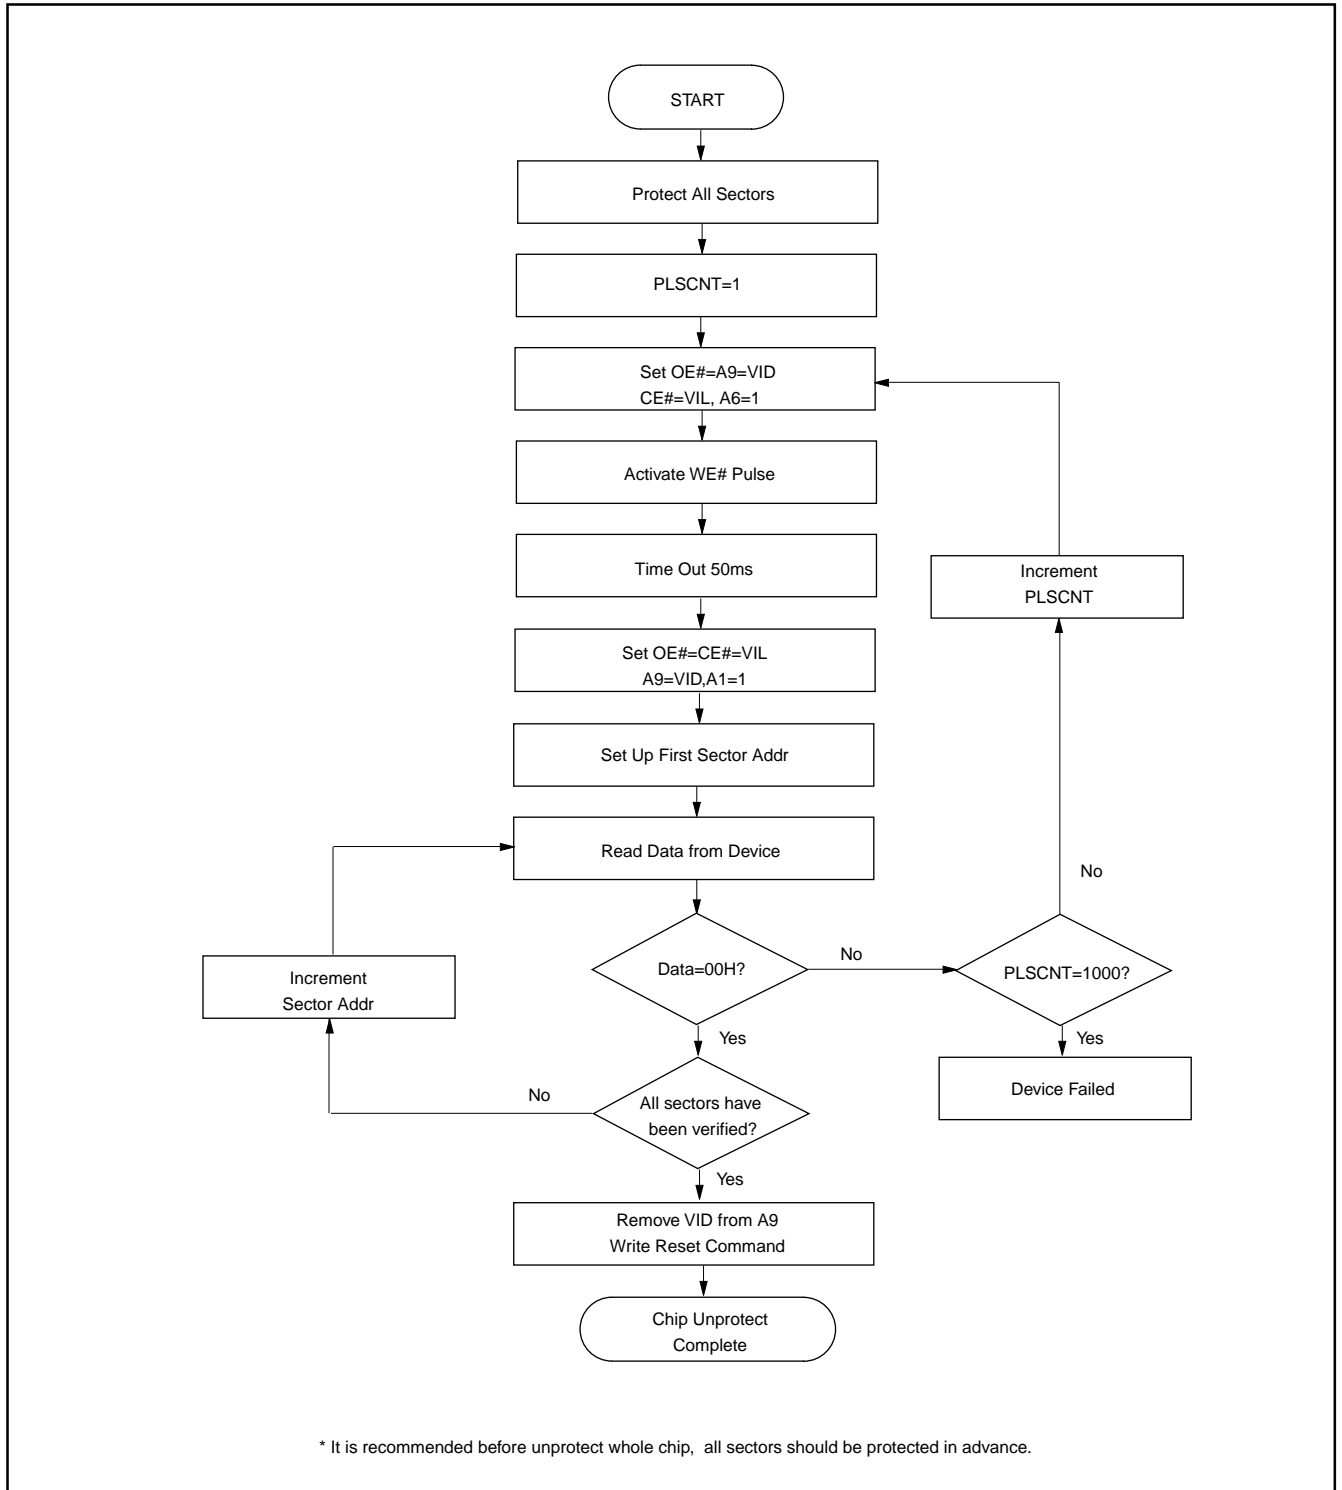 START
Protect All Sectors
PLSCNT=1
Set OE#=A9=VID
CE#=VIL, A6=1
Activate WE# Pulse
Time Out 50ms
Increment
PLSCNT
Set OE#=CE#=VIL
A9=VID,A1=1
Set Up First Sector Addr
Read Data from Device
No
Data=00H?
No
PLSCNT=1000?
Increment
Sector Addr
Yes
Yes
Device Failed
No
All sectors have
been verified?
Yes
Remove VID from A9
Write Reset Command
Chip Unprotect
Complete
* It is recommended before unprotect whole chip, all sectors should be protected in advance.